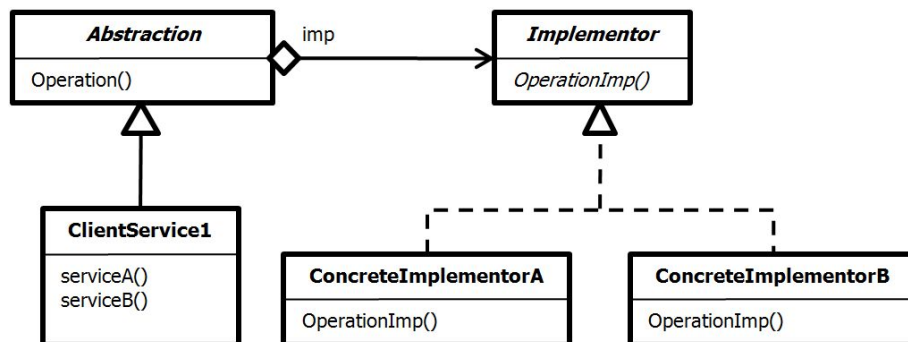 Abstraction
imp
Implementor
Operation()
OperationImp()
ClientService1
serviceA()
serviceB()
ConcreteImplementorA
ConcreteImplementorB
OperationImp()
OperationImp()